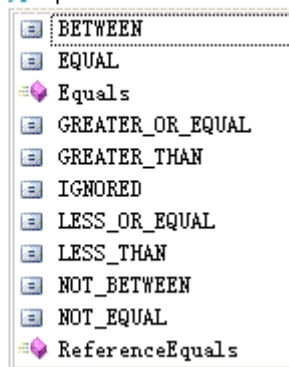 BETWEEN
EQUAL
Equals
GREATER_OR_EQUAL
GREATER_THAN
IGNORED
LESS_OR_EQUAL
LESS_THAN
NOT_BETWEEN
NOT_EQUAL
ReferenceEquals